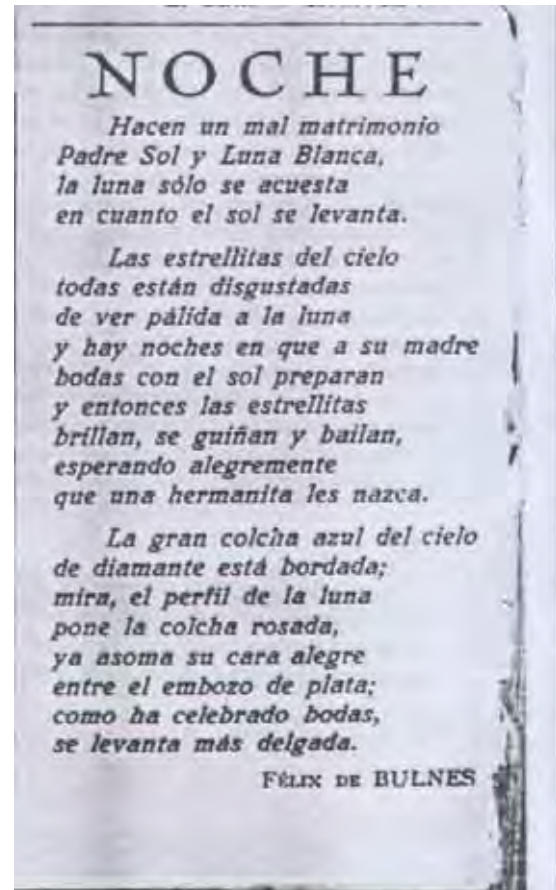 NOCHE
Hacen un mal matrimonio
Padre Sol y Luna Blanca,
la luna sólo se acuesta
en cuanto el sol se levanta.
Las estrellitas del cielo
todas están disgustadas
de ver pálida a la luna
y hay noches en que a su madre
bodas con el sol preparan
y entonces las estrellitas
brillan, se guiñan y bailan,
esperando alegremente
que una hermanita les nazca.
La gran colcha azul del cielo
de diamante está bordada;
mira, el perfil de la luna
pone la colcha rosada,
ya asoma su cara alegre
entre el embozo de plata;
como ha celebrado bodas,
se levanta más delgada.
FÉLIX DE BULNES